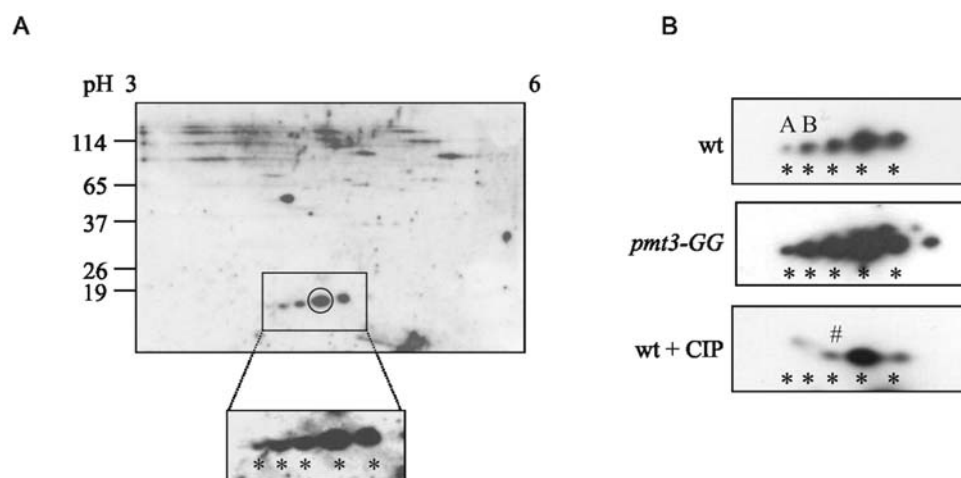 A
B
pH 3 6
114
65
37
26
19
* * * * *
wt
A B
* * * * *
pmt3-GG
* * * * *
wt + CIP
#
* * * * *